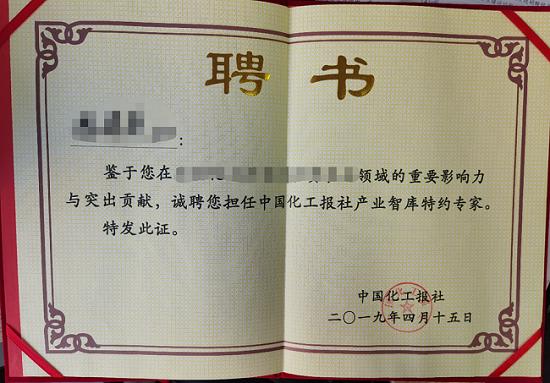 聘书
：
鉴于您在领域的重要影响力
与突出贡献，诚聘您担任中国化工报社产业智库特约专家。
特发此证。
中国化工报社
二〇一九年四月十五日